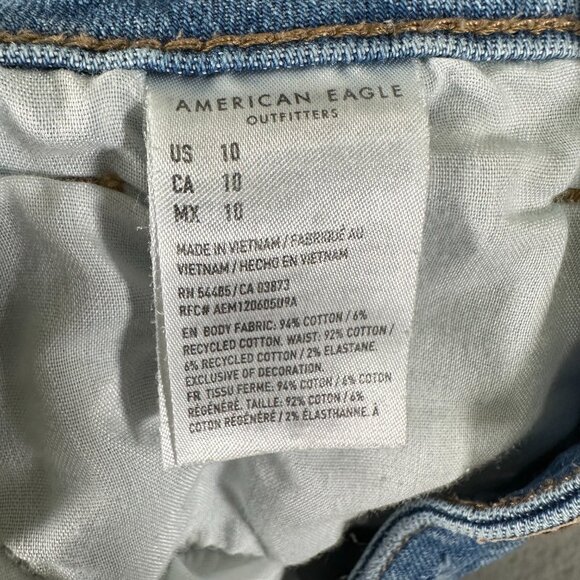 AMERICAN EAGLE
OUTFITTERS
US 10
CA 10
MX 10
MADE IN VIETNAM / FABRIQUÉ AU
VIETNAM / HECHO EN VIETNAM
RN 54485 / CA 03873
RFC# AEM120605U9A
EN BODY FABRIC: 94% COTTON / 6%
RECYCLED COTTON. WAIST: 92% COTTON /
6% RECYCLED COTTON / 2% ELASTANE.
EXCLUSIVE OF DECORATION.
FR TISSU FERME: 94% COTON / 6% COTON
RÉGÉNÉRÉ. TAILLE: 92% COTON / 6%
COTON RÉGÉNÉRÉ / 2% ÉLASTHANNE. À